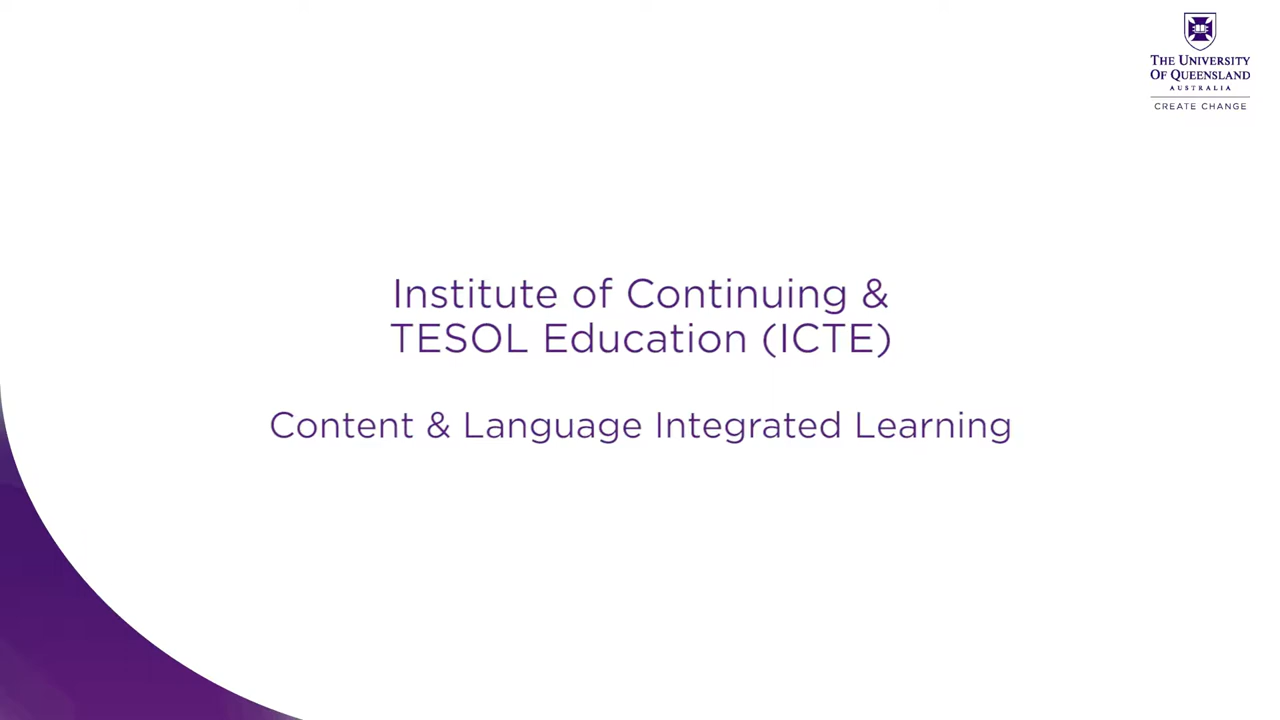 THE UNIVERSITY
OF QUEENSLAND
AUSTRALIA
CREATE CHANGE
Institute of Continuing &
TESOL Education (ICTE)
Content & Language Integrated Learning